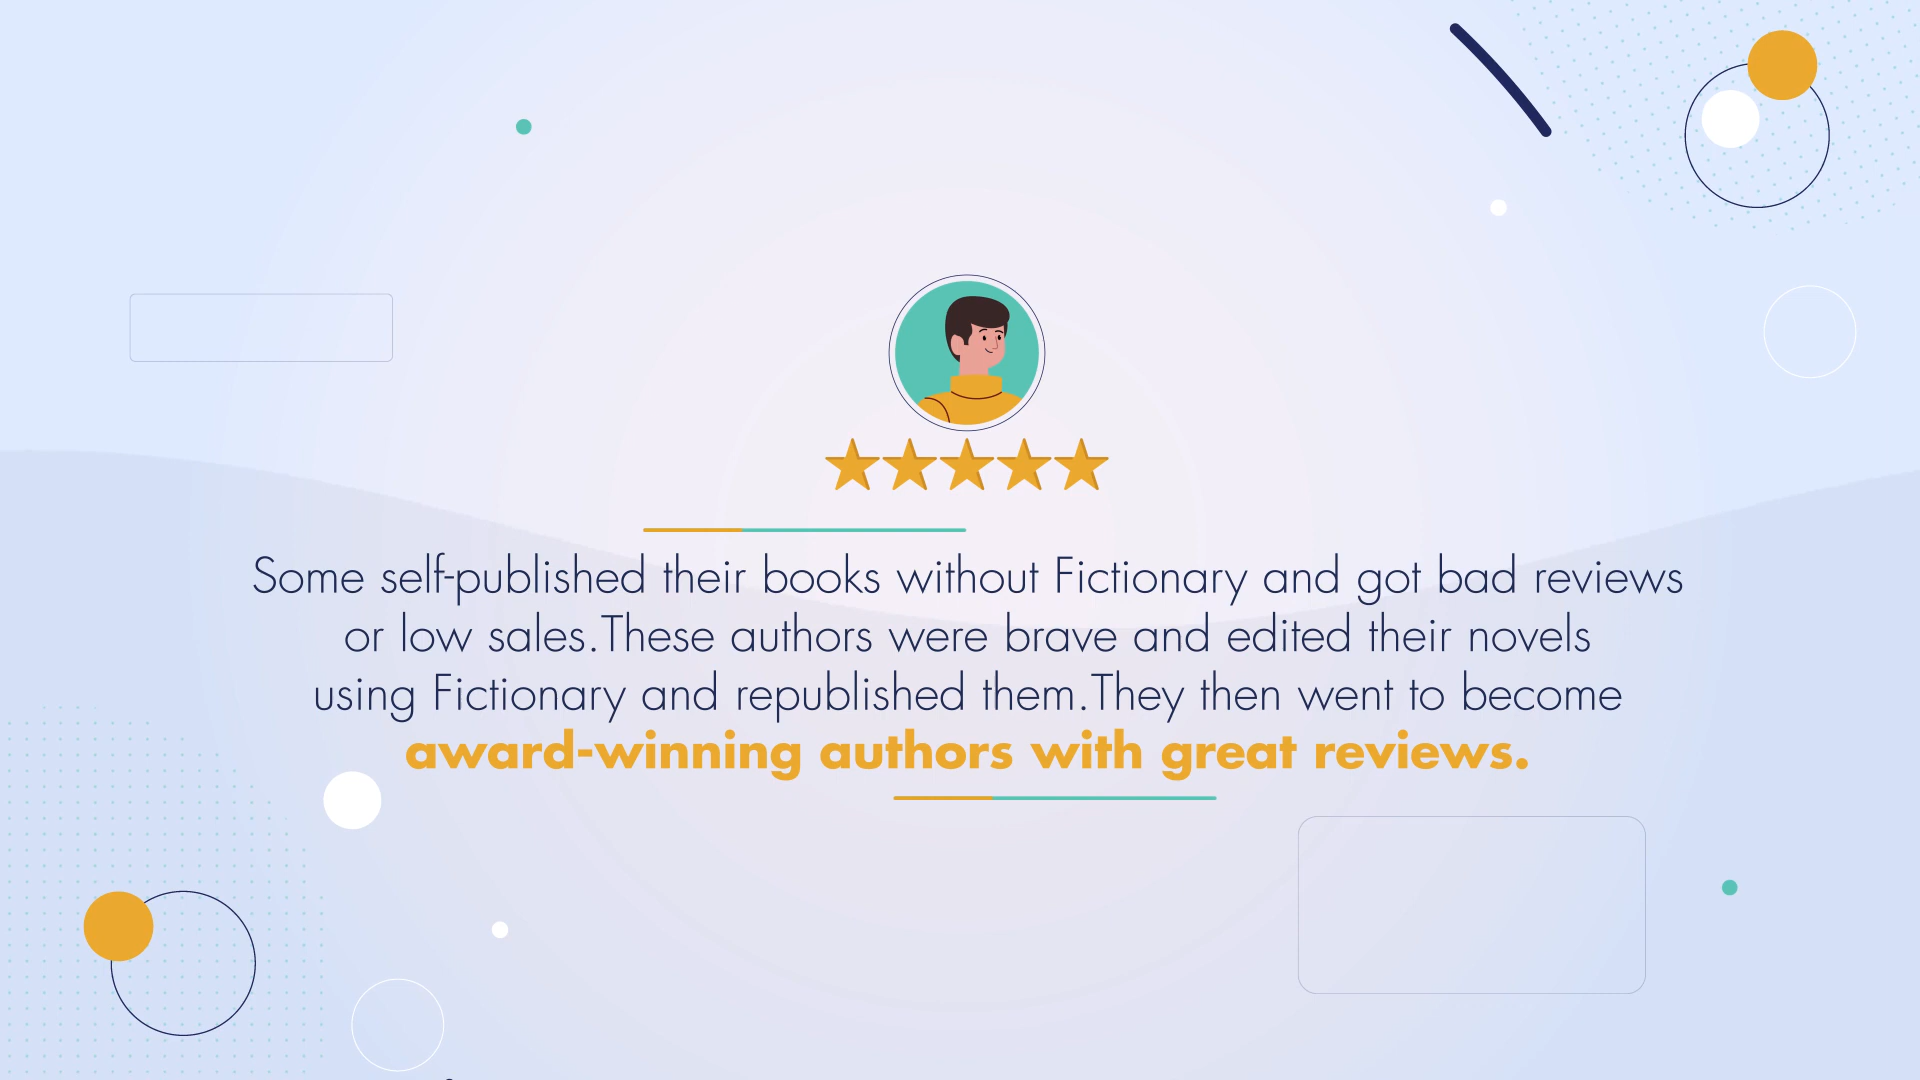 Some self-published their books without Fictionary and got bad reviews
or low sales.These authors were brave and edited their novels
using Fictionary and republished them.They then went to become
award-winning authors with great reviews.